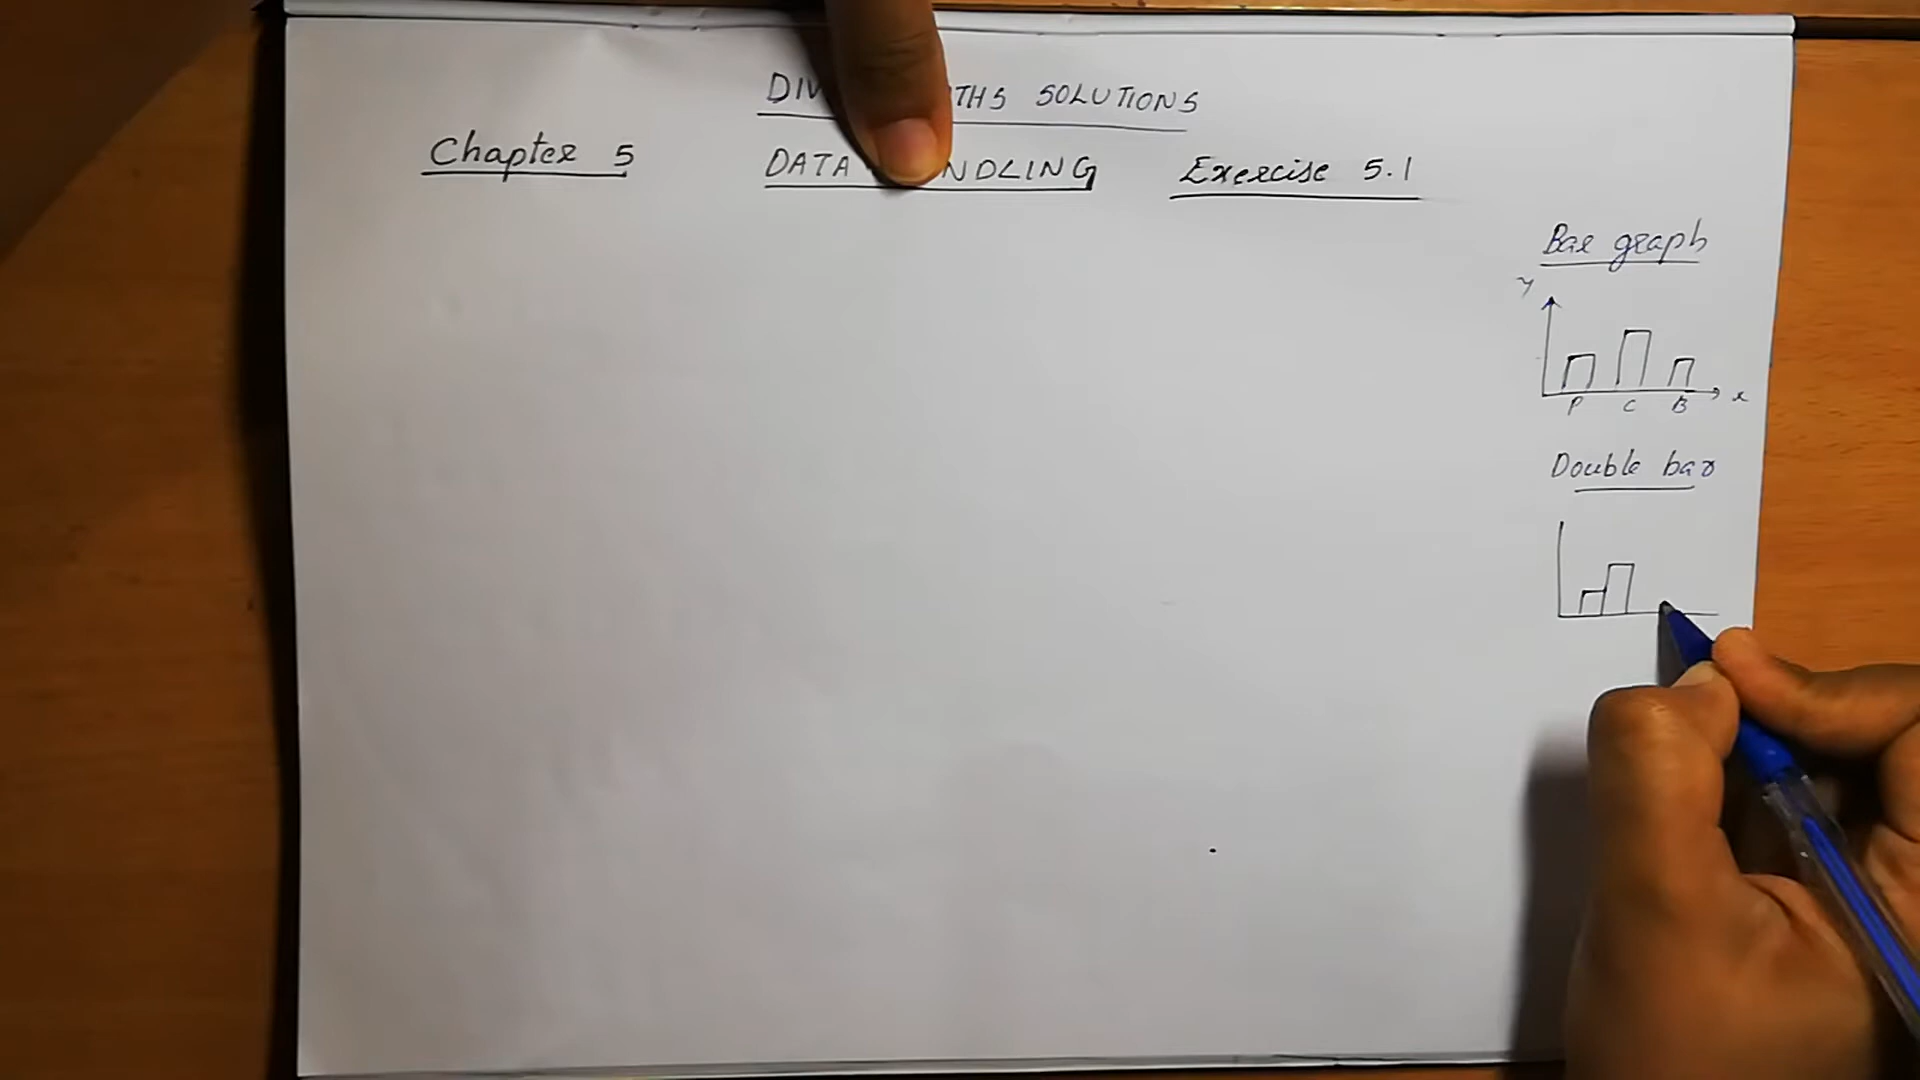 THS SOLUTIONS
Chapter 5 DATA NDLING Exercise 5.1
Bar graph
y
x
P C B
Double bar